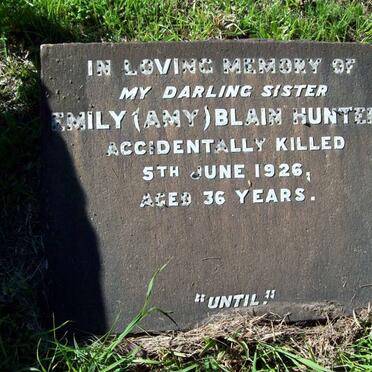 IN LOVING MEMORY OF
MY DARLING SISTER
EMILY (AMY) BLAIN HUNTER
ACCIDENTALLY KILLED
5TH JUNE 1926,
AGED 36 YEARS.
"UNTIL"